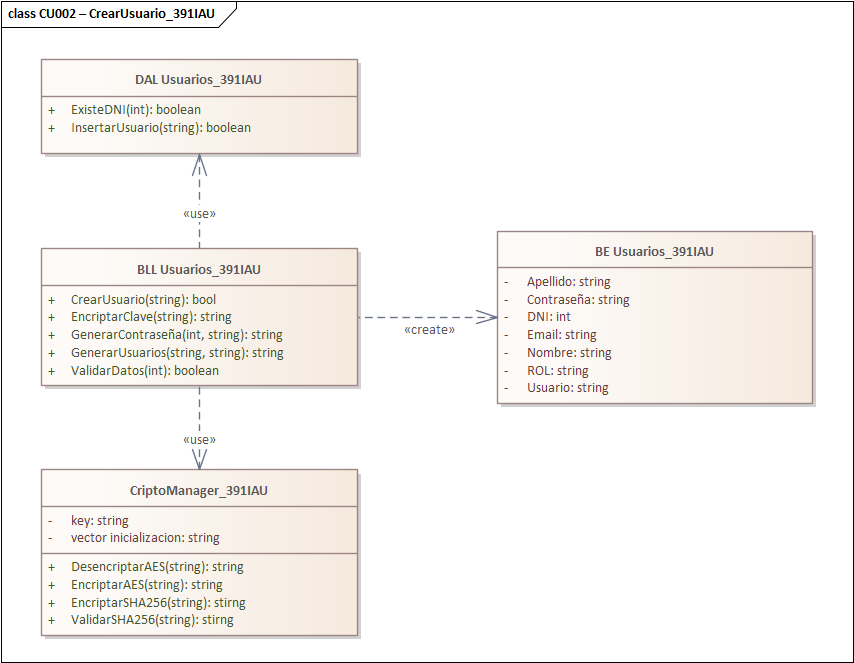 class CU002 – CrearUsuario_391IAU
DAL Usuarios_391IAU
+ ExisteDNI(int): boolean
+ InsertarUsuario(string): boolean
«use»
BLL Usuarios_391IAU
+ CrearUsuario(string): bool
+ EncriptarClave(string): string
+ GenerarContraseña(int, string): string
+ GenerarUsuarios(string, string): string
+ ValidarDatos(int): boolean
«create»
BE Usuarios_391IAU
- Apellido: string
- Contraseña: string
- DNI: int
- Email: string
- Nombre: string
- ROL: string
- Usuario: string
«use»
CriptoManager_391IAU
- key: string
- vector inicializacion: string
+ DesencriptarAES(string): string
+ EncriptarAES(string): string
+ EncriptarSHA256(string): stirng
+ ValidarSHA256(string): stirng